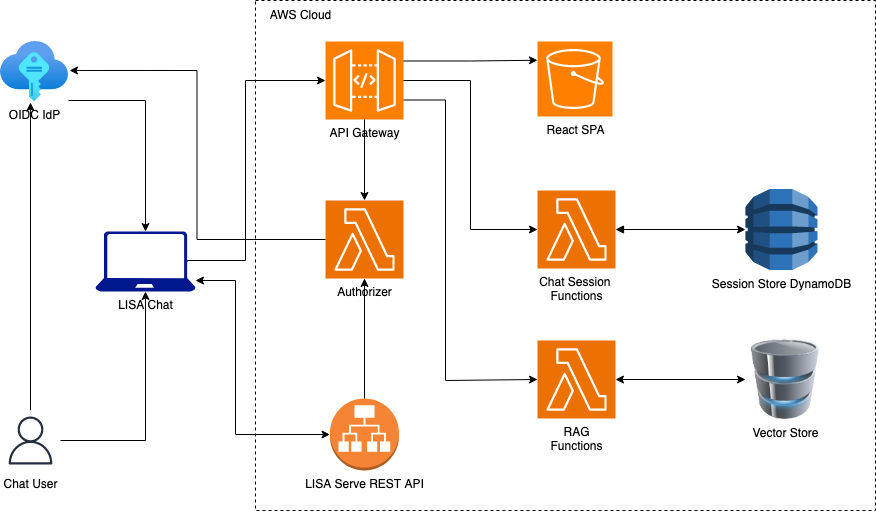 AWS Cloud
OIDC IdP
API Gateway
</>
React SPA
LISA Chat
Authorizer
Chat Session
Functions
Session Store DynamoDB
RAG
Functions
Vector Store
Chat User
LISA Serve REST API